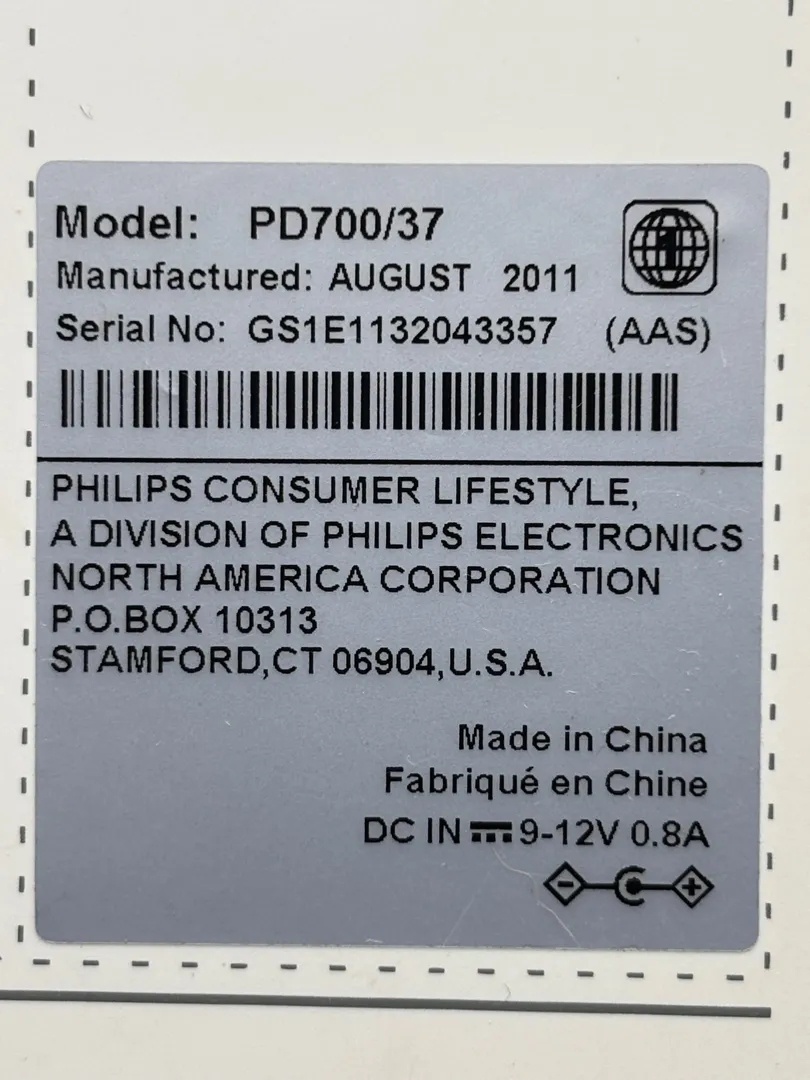 Model: PD700/37
1
Manufactured: AUGUST 2011
Serial No: GS1E1132043357 (AAS)
PHILIPS CONSUMER LIFESTYLE,
A DIVISION OF PHILIPS ELECTRONICS
NORTH AMERICA CORPORATION
P.O.BOX 10313
STAMFORD,CT 06904,U.S.A.
Made in China
Fabriqué en Chine
DC IN ⎓ 9-12V 0.8A